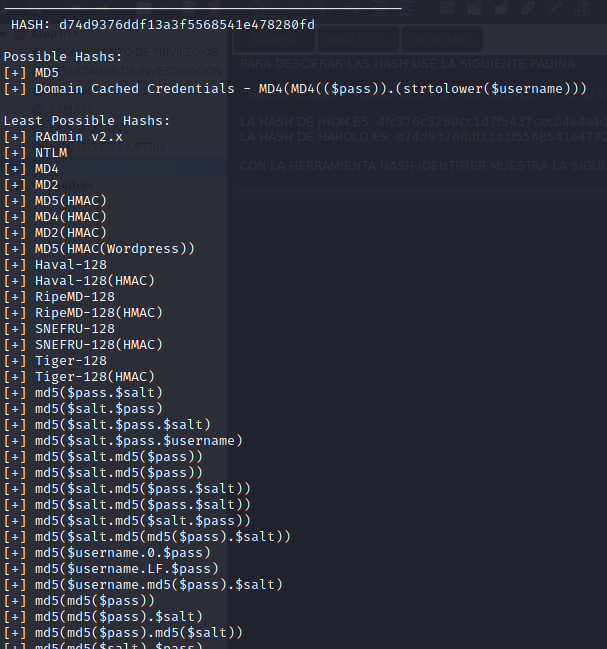 HASH: d74d9376ddf13a3f5568541e478280fd
Possible Hashs:
[+] MD5
[+] Domain Cached Credentials - MD4(MD4(($pass)).(strtolower($username)))
Least Possible Hashs:
[+] RAdmin v2.x
[+] NTLM
[+] MD4
[+] MD2
[+] MD5(HMAC)
[+] MD4(HMAC)
[+] MD2(HMAC)
[+] MD5(HMAC(Wordpress))
[+] Haval-128
[+] Haval-128(HMAC)
[+] RipeMD-128
[+] RipeMD-128(HMAC)
[+] SNEFRU-128
[+] SNEFRU-128(HMAC)
[+] Tiger-128
[+] Tiger-128(HMAC)
[+] md5($pass.$salt)
[+] md5($salt.$pass)
[+] md5($salt.$pass.$salt)
[+] md5($salt.$pass.$username)
[+] md5($salt.md5($pass))
[+] md5($salt.md5($pass))
[+] md5($salt.md5($pass.$salt))
[+] md5($salt.md5($pass.$salt))
[+] md5($salt.md5($salt.$pass))
[+] md5($salt.md5(md5($pass).$salt))
[+] md5($username.0.$pass)
[+] md5($username.LF.$pass)
[+] md5($username.md5($pass).$salt)
[+] md5(md5($pass))
[+] md5(md5($pass).$salt)
[+] md5(md5($pass).md5($salt))
[+] md5(md5($salt).$pass)
PARA DESCIFRAR LAS HASH USE LA SIGUIENTE PAGINA
LA HASH DE JHON ES:
LA HASH DE HAROLD ES: d74d9376ddf13a3f5568541e478
CON LA HERRAMIENTA HASH-IDENTIFIER MUESTRA LA SIGUI